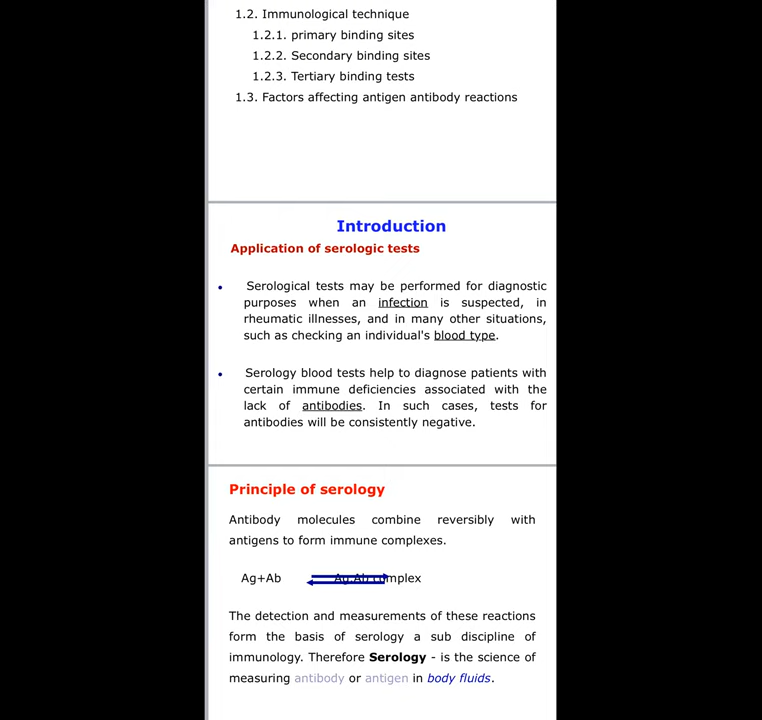 1.2. Immunological technique
1.2.1. primary binding sites
1.2.2. Secondary binding sites
1.2.3. Tertiary binding tests
1.3. Factors affecting antigen antibody reactions
Introduction
Application of serologic tests
• Serological tests may be performed for diagnostic
purposes when an infection is suspected, in
rheumatic illnesses, and in many other situations,
such as checking an individual's blood type.
• Serology blood tests help to diagnose patients with
certain immune deficiencies associated with the
lack of antibodies. In such cases, tests for
antibodies will be consistently negative.
Principle of serology
Antibody molecules combine reversibly with
antigens to form immune complexes.
Ag+Ab Ag:Ab complex
The detection and measurements of these reactions
form the basis of serology a sub discipline of
immunology. Therefore Serology - is the science of
measuring antibody or antigen in body fluids.